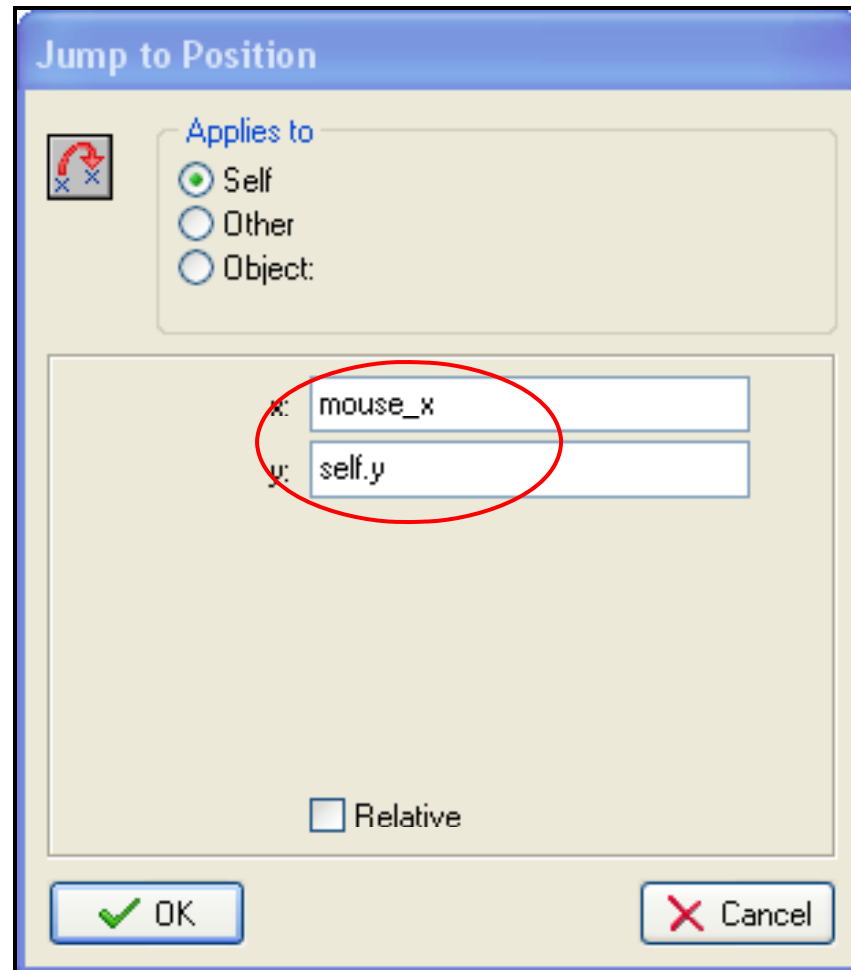 Jump to Position
Applies to
Self
Other
Object:
x: mouse_x
y: self.y
Relative
OK
Cancel